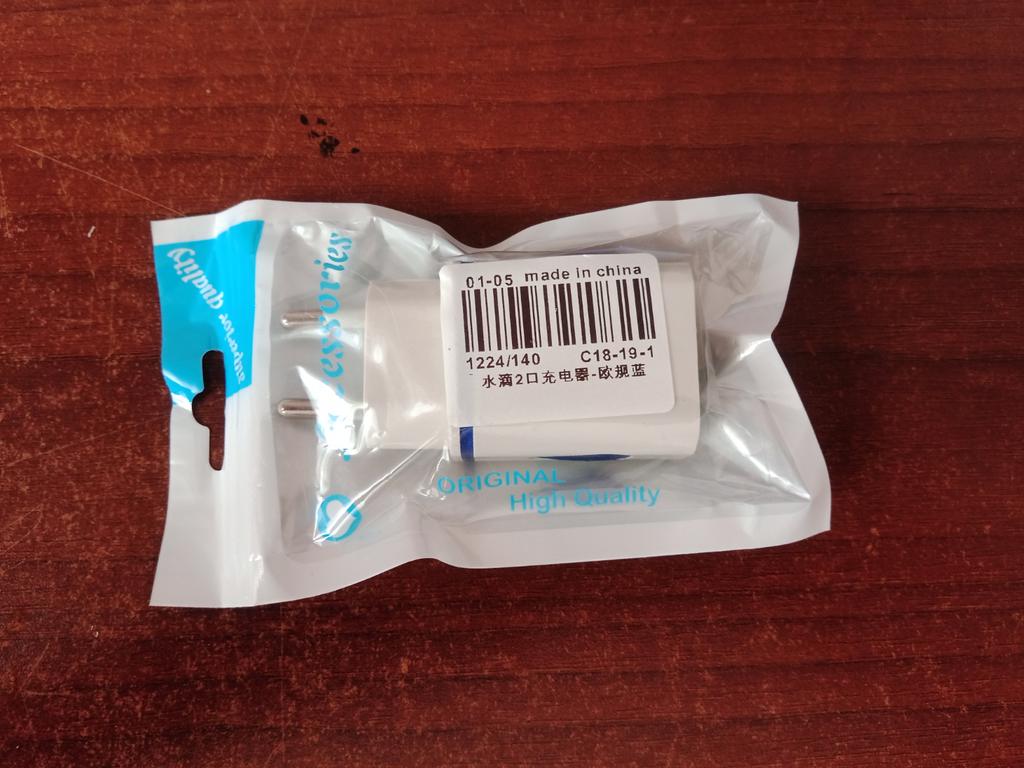 superior quality
Accessories
01-05 made in china
1224/140 C18-19-1
水滴2口充电器-欧规蓝
ORIGINAL
High Quality